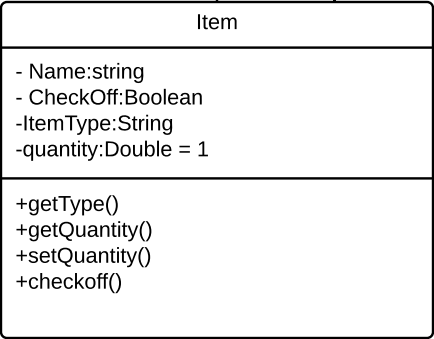 Item
- Name:string
- CheckOff:Boolean
-ItemType:String
-quantity:Double = 1
+getType()
+getQuantity()
+setQuantity()
+checkoff()